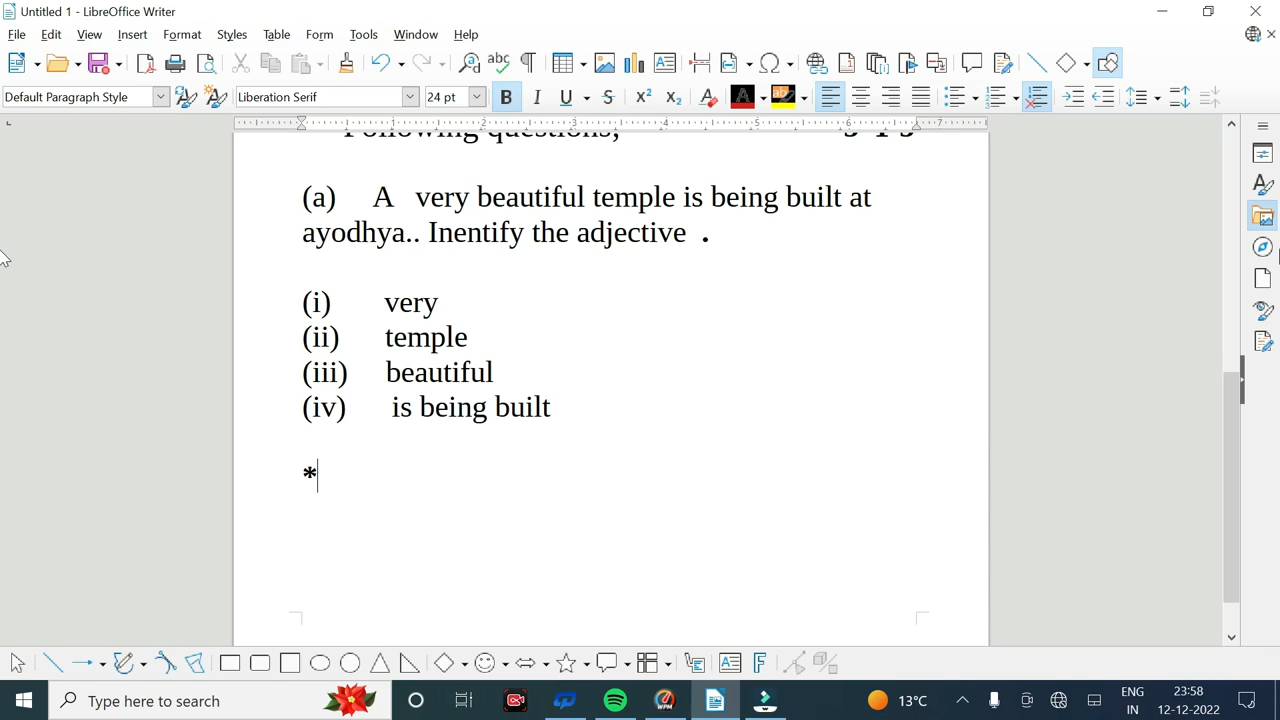 Untitled 1 - LibreOffice Writer
File Edit View Insert Format Styles Table Form Tools Window Help
Default Paragraph Style Liberation Serif 24 pt
Following questions,
(a) A very beautiful temple is being built at
ayodhya.. Inentify the adjective .
(i) very
(ii) temple
(iii) beautiful
(iv) is being built
*
Type here to search 13°C ENG IN 23:58 12-12-2022